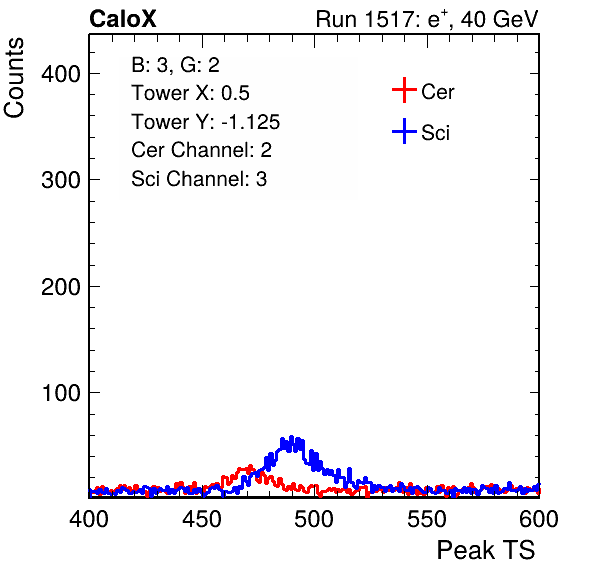 CaloX Run 1517: e⁺, 40 GeV
Counts
B: 3, G: 2
Tower X: 0.5
Tower Y: -1.125
Cer Channel: 2
Sci Channel: 3
Cer
Sci
400
300
200
100
400 450 500 550 600
Peak TS